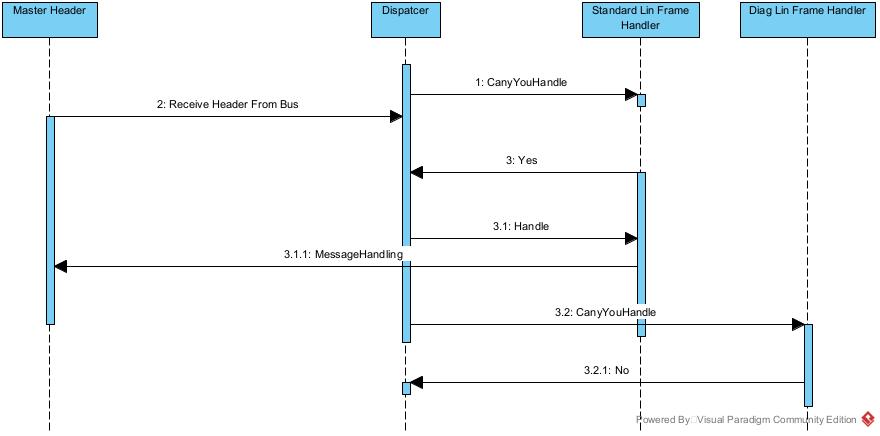 Master Header
Dispatcer
Standard Lin Frame
Handler
Diag Lin Frame Handler
1: CanyYouHandle
2: Receive Header From Bus
3: Yes
3.1: Handle
3.1.1: MessageHandling
3.2: CanyYouHandle
3.2.1: No
Powered By Visual Paradigm Community Edition